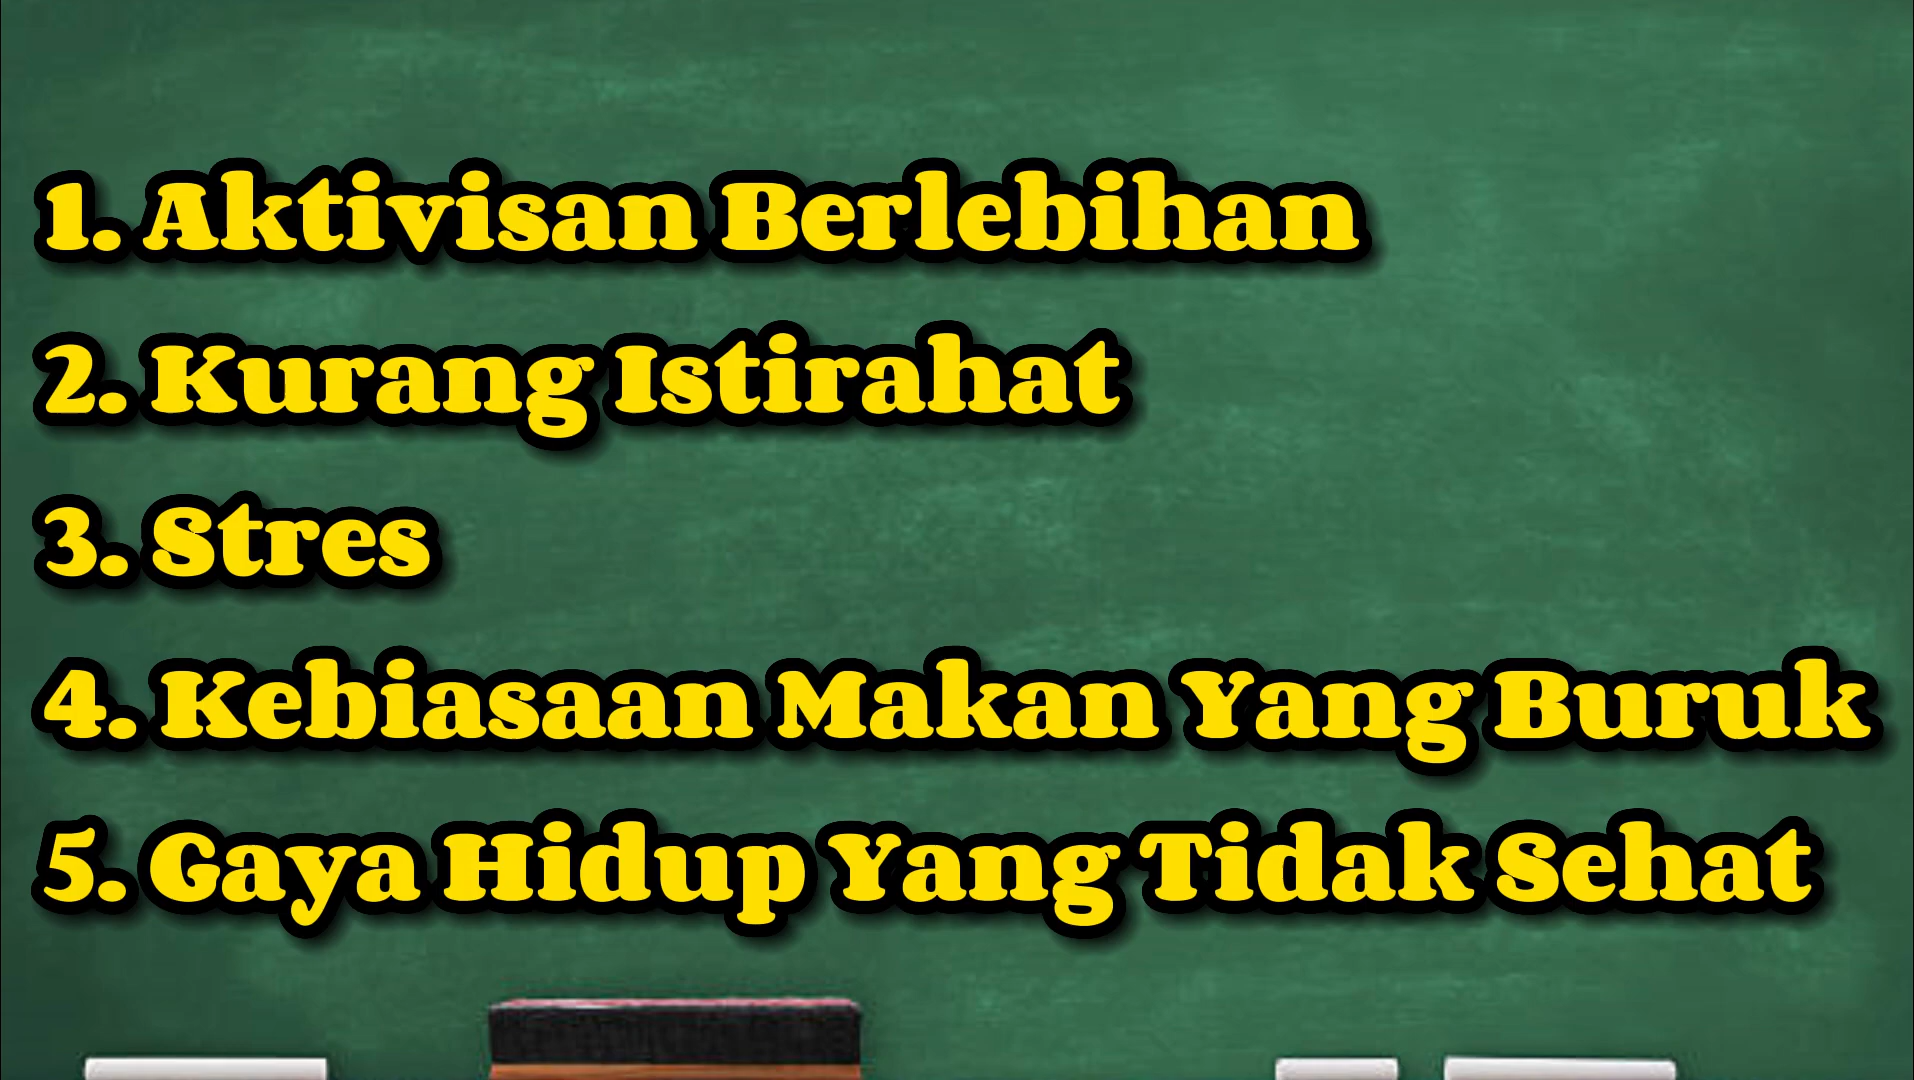 1. Aktivisan Berlebihan
2. Kurang Istirahat
3. Stres
4. Kebiasaan Makan Yang Buruk
5. Gaya Hidup Yang Tidak Sehat